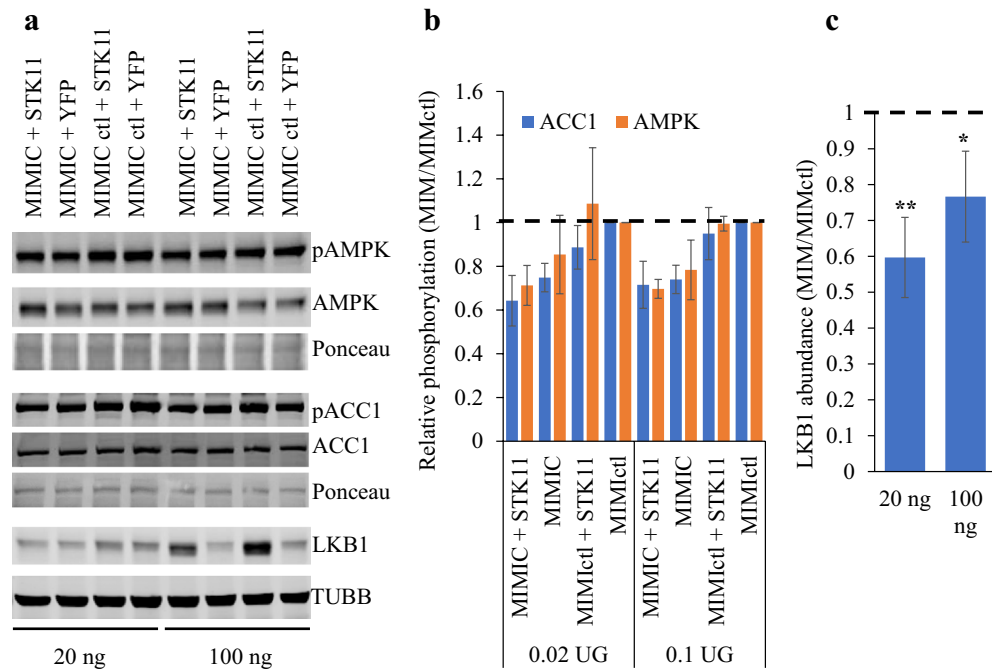 a
MIMIC + STK11
MIMIC + YFP
MIMIC ctl + STK11
MIMIC ctl + YFP
MIMIC + STK11
MIMIC + YFP
MIMIC ctl + STK11
MIMIC ctl + YFP
pAMPK
AMPK
Ponceau
pACC1
ACC1
Ponceau
LKB1
TUBB
20 ng
100 ng
b
Relative phosphorylation (MIM/MIMctl)
1.6
1.4
1.2
1
0.8
0.6
0.4
0.2
0
ACC1
AMPK
MIMIC + STK11
MIMIC
MIMIctl + STK11
MIMIctl
MIMIC + STK11
MIMIC
MIMIctl + STK11
MIMIctl
0.02 UG
0.1 UG
c
LKB1 abundance (MIM/MIMctl)
1
0.9
0.8
0.7
0.6
0.5
0.4
0.3
0.2
0.1
0
**
*
20 ng
100
ng